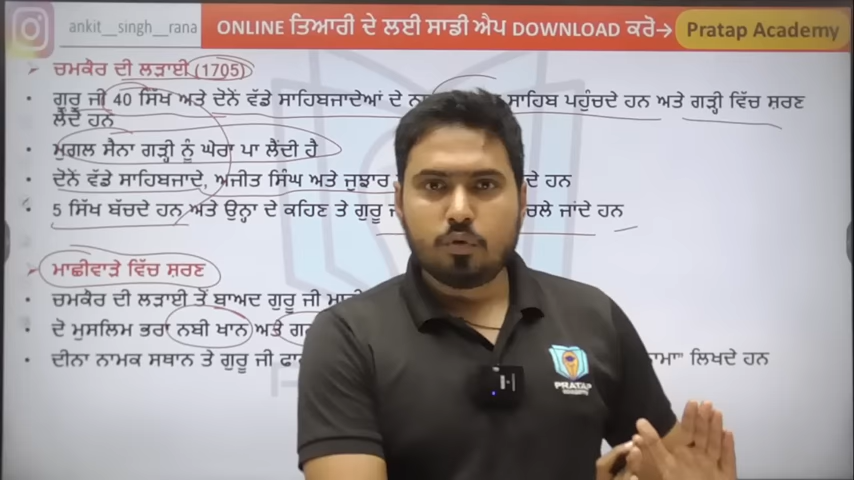 ankit__singh__rana
ONLINE ਤਿਆਰੀ ਦੇ ਲਈ ਸਾਡੀ ਐਪ DOWNLOAD ਕਰੋ→
Pratap Academy
➤ ਚਮਕੌਰ ਦੀ ਲੜਾਈ (1705)
• ਗੁਰੂ ਜੀ 40 ਸਿੱਖ ਅਤੇ ਦੋਨੋਂ ਵੱਡੇ ਸਾਹਿਬਜਾਦੇਆਂ ਦੇ ਸਾਹਿਬ ਪਹੁੰਚਦੇ ਹਨ ਅਤੇ ਗੜ੍ਹੀ ਵਿੱਚ ਸ਼ਰਣ
ਲੈਂਦੇ ਹਨ
• ਮੁਗਲ ਸੈਨਾ ਗੜ੍ਹੀ ਨੂੰ ਘੇਰਾ ਪਾ ਲੈਂਦੀ ਹੈ
• ਦੋਨੋਂ ਵੱਡੇ ਸਾਹਿਬਜਾਦੇ, ਅਜੀਤ ਸਿੰਘ ਅਤੇ ਜੁਝਾਰ ਹਨ
• 5 ਸਿੱਖ ਬੱਚਦੇ ਹਨ ਅਤੇ ਉਨ੍ਹਾ ਦੇ ਕਹਿਣ ਤੇ ਗੁਰੂ ਚਲੇ ਜਾਂਦੇ ਹਨ
➤ ਮਾਛੀਵਾੜੇ ਵਿੱਚ ਸ਼ਰਣ
• ਚਮਕੌਰ ਦੀ ਲੜਾਈ ਤੋਂ ਬਾਅਦ ਗੁਰੂ ਜੀ
• ਦੋ ਮੁਸਲਿਮ ਭਰਾ ਨਬੀ ਖਾਨ ਅਤੇ
• ਦੀਨਾ ਨਾਮਕ ਸਥਾਨ ਤੇ ਗੁਰੂ ਜੀ ਲਿਖਦੇ ਹਨ
PRATAP
ACADEMY